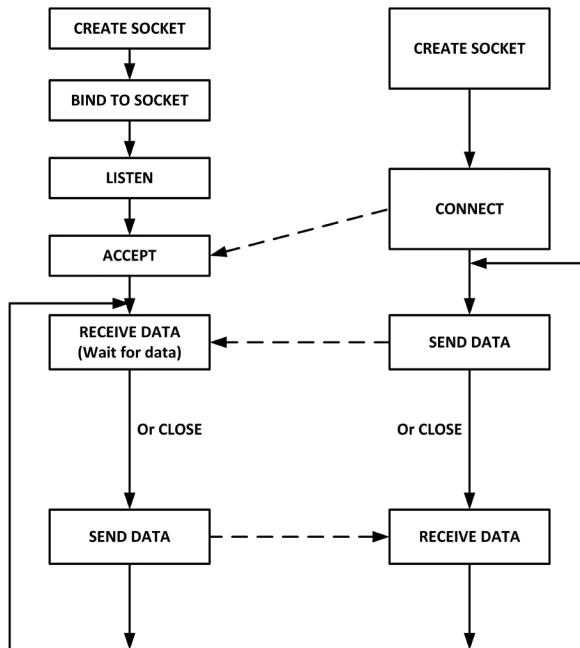 CREATE SOCKET
BIND TO SOCKET
LISTEN
ACCEPT
RECEIVE DATA
(Wait for data)
Or CLOSE
SEND DATA
CREATE SOCKET
CONNECT
SEND DATA
Or CLOSE
RECEIVE DATA